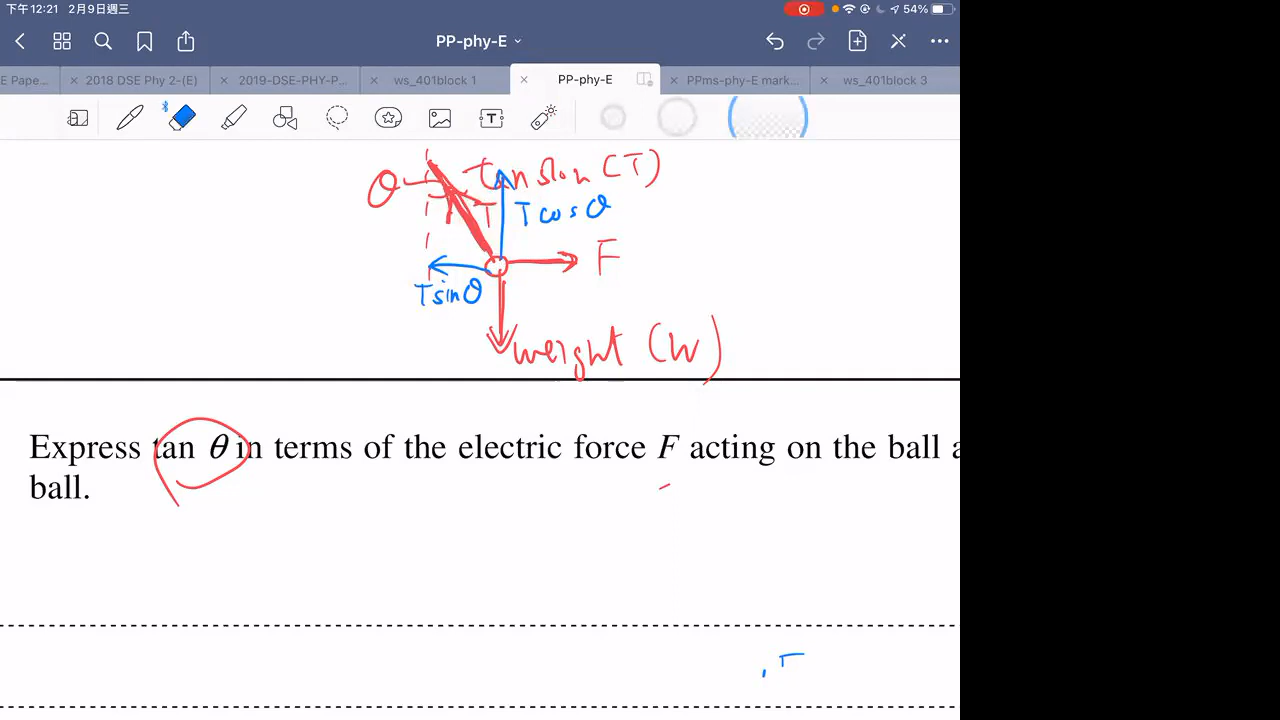 下午12:21 2月9日週三
54%
PP-phy-E
E Pape... 2018 DSE Phy 2-(E) 2019-DSE-PHY-P... ws_401block 1 PP-phy-E PPms-phy-E mark... ws_401block 3
T
θ tension (T)
T T cos θ
F
T sin θ
weight (W)
Express tan θ in terms of the electric force F acting on the ball a
ball.